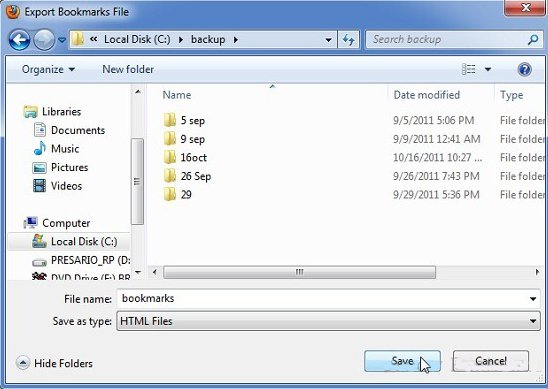 Export Bookmarks File
« Local Disk (C:) ▸ backup ▸
Search backup
Organize ▾ New folder
Name Date modified Type
5 sep 9/5/2011 5:06 PM File folder
9 sep 9/9/2011 12:41 AM File folder
16oct 10/16/2011 10:27 ... File folder
26 Sep 9/26/2011 7:43 PM File folder
29 9/29/2011 5:36 PM File folder
Libraries
Documents
Music
Pictures
Videos
Computer
Local Disk (C:)
PRESARIO_RP (D:
DVD Drive (F:) BR
File name: bookmarks
Save as type: HTML Files
Hide Folders
Save Cancel